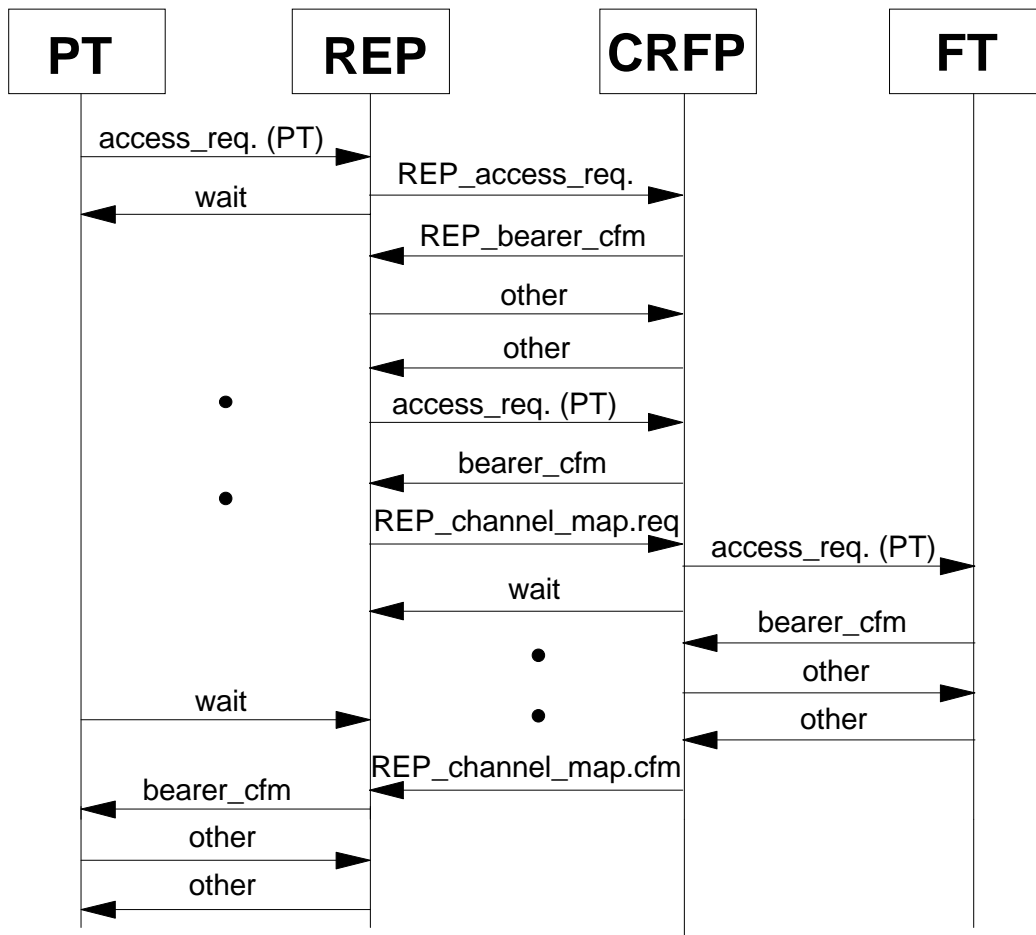 PT
REP
CRFP
FT
access_req. (PT)
REP_access_req.
wait
REP_bearer_cfm
other
other
access_req. (PT)
bearer_cfm
REP_channel_map.req
access_req. (PT)
wait
bearer_cfm
other
wait
other
REP_channel_map.cfm
bearer_cfm
other
other